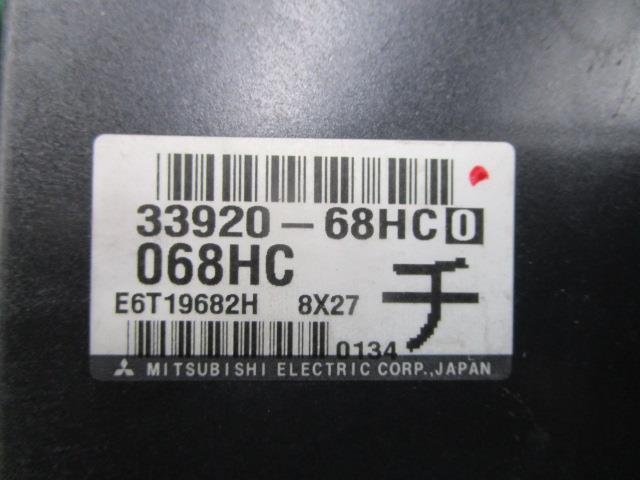 33920-68HC0
068HC
E6T19682H 8X27
チ
0134
MITSUBISHI ELECTRIC CORP.,JAPAN